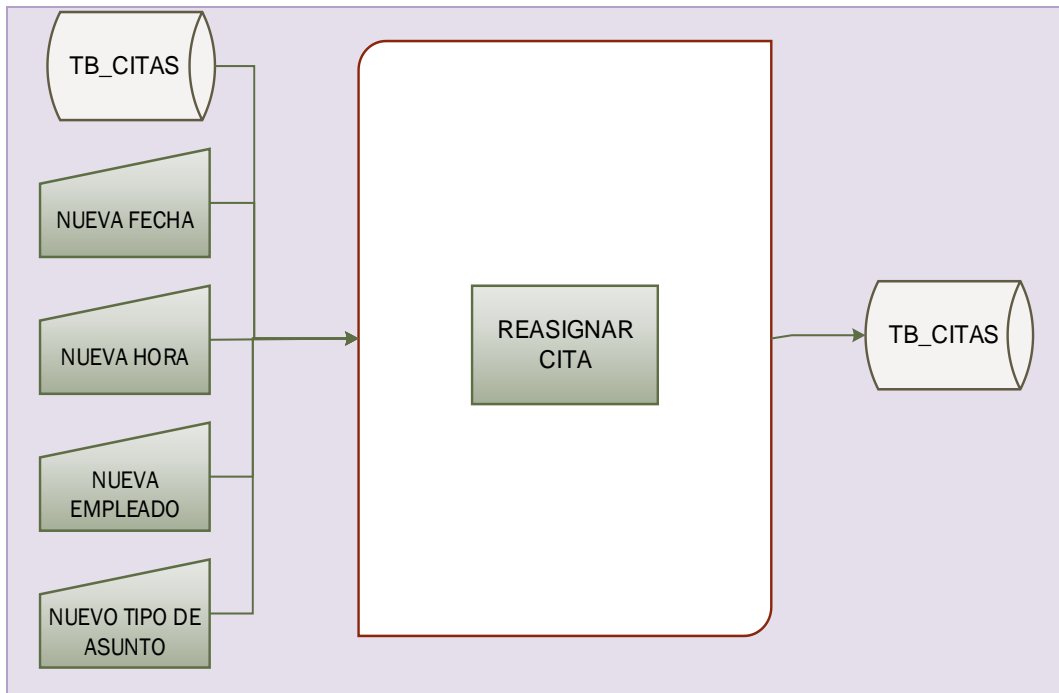 TB_CITAS
NUEVA FECHA
NUEVA HORA
NUEVA
EMPLEADO
NUEVO TIPO DE
ASUNTO
REASIGNAR
CITA
TB_CITAS